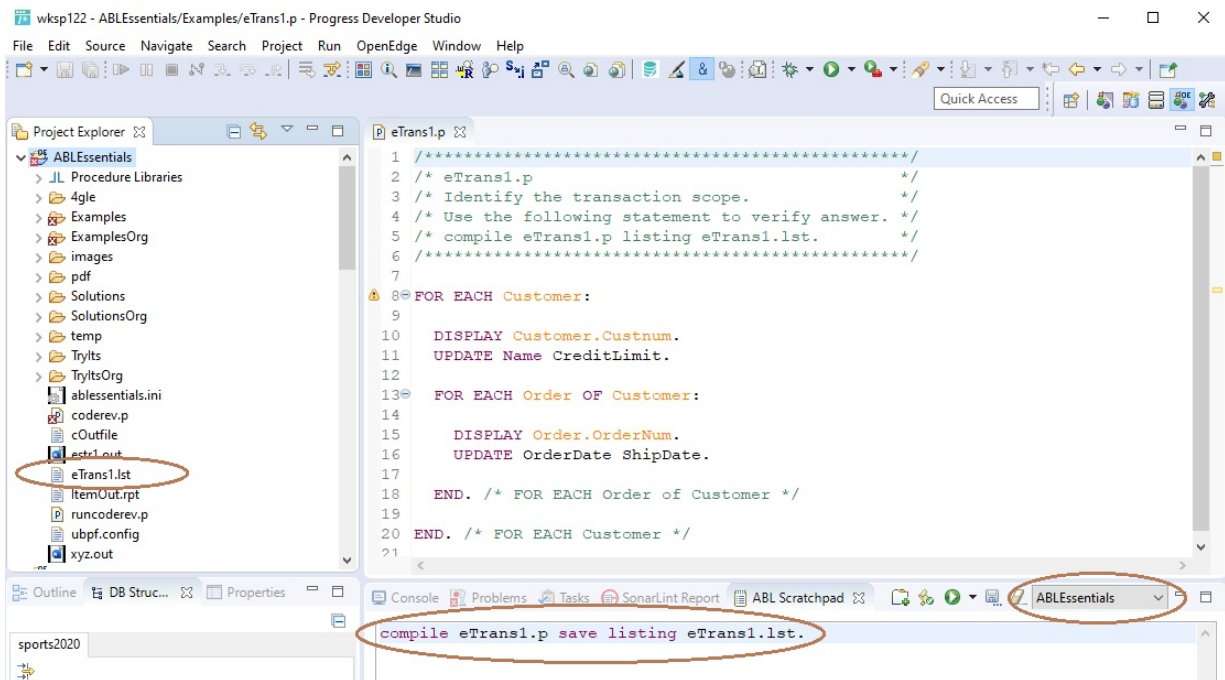 wksp122 - ABLEssentials/Examples/eTrans1.p - Progress Developer Studio
File Edit Source Navigate Search Project Run OpenEdge Window Help
Quick Access
Project Explorer
ABLEssentials
Procedure Libraries
4gle
Examples
ExamplesOrg
images
pdf
Solutions
SolutionsOrg
temp
TryIts
TryItsOrg
ablessentials.ini
coderev.p
cOutfile
estr1.out
eTrans1.lst
ItemOut.rpt
runcoderev.p
ubpf.config
xyz.out
eTrans1.p
1 /*************************************************/
2 /* eTrans1.p */
3 /* Identify the transaction scope. */
4 /* Use the following statement to verify answer. */
5 /* compile eTrans1.p listing eTrans1.lst. */
6 /*************************************************/
7
8 FOR EACH Customer:
9
10 DISPLAY Customer.Custnum.
11 UPDATE Name CreditLimit.
12
13 FOR EACH Order OF Customer:
14
15 DISPLAY Order.OrderNum.
16 UPDATE OrderDate ShipDate.
17
18 END. /* FOR EACH Order of Customer */
19
20 END. /* FOR EACH Customer */
21
Outline DB Struc... Properties
sports2020
Console Problems Tasks SonarLint Report ABL Scratchpad ABLEssentials
compile eTrans1.p save listing eTrans1.lst.